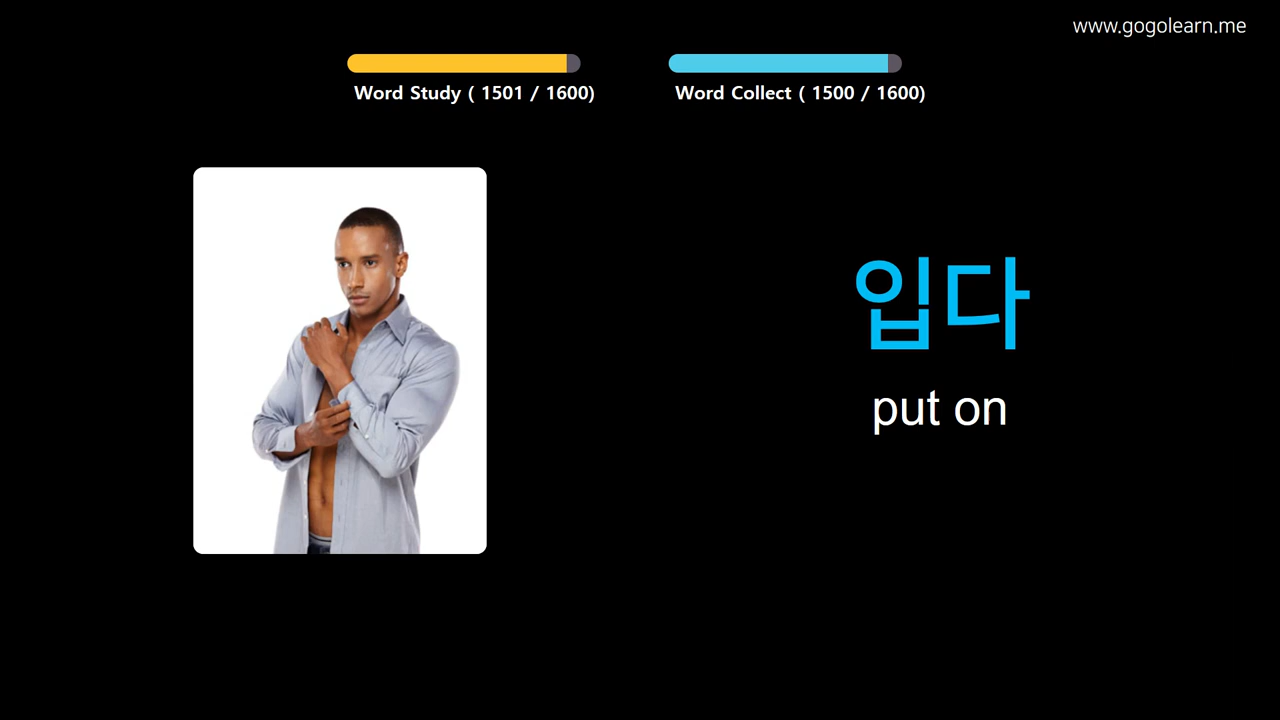 www.gogolearn.me
Word Study ( 1501 / 1600)
Word Collect ( 1500 / 1600)
입다
put on